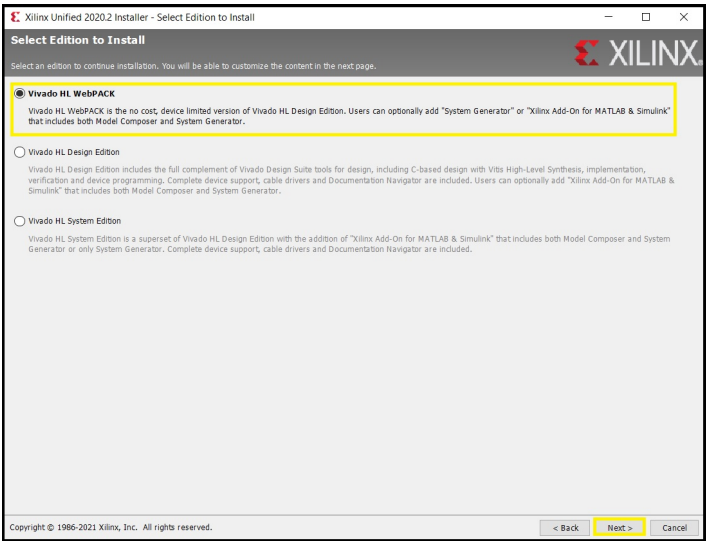 Xilinx Unified 2020.2 Installer - Select Edition to Install
Select Edition to Install
XILINX.
Select an edition to continue installation. You will be able to customize the content in the next page.
Vivado HL WebPACK
Vivado HL WebPACK is the no cost, device limited version of Vivado HL Design Edition. Users can optionally add "System Generator" or "Xilinx Add-On for MATLAB & Simulink"
that includes both Model Composer and System Generator.
Vivado HL Design Edition
Vivado HL Design Edition includes the full complement of Vivado Design Suite tools for design, including C-based design with Vitis High-Level Synthesis, implementation,
verification and device programming. Complete device support, cable drivers and Documentation Navigator are included. Users can optionally add "Xilinx Add-On for MATLAB &
Simulink" that includes both Model Composer and System Generator.
Vivado HL System Edition
Vivado HL System Edition is a superset of Vivado HL Design Edition with the addition of "Xilinx Add-On for MATLAB & Simulink" that includes both Model Composer and System
Generator or only System Generator. Complete device support, cable drivers and Documentation Navigator are included.
Copyright © 1986-2021 Xilinx, Inc. All rights reserved.
< Back Next > Cancel